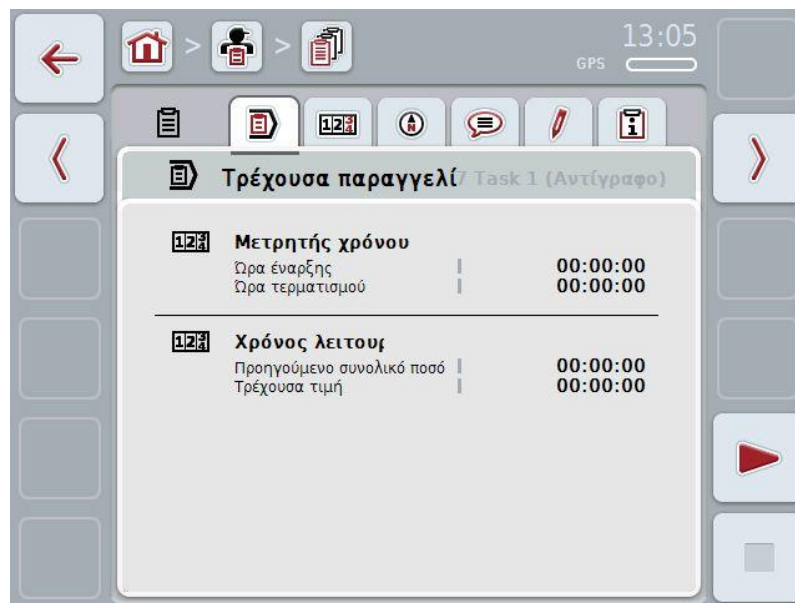 13:05
GPS
Τρέχουσα παραγγελί 7 Task 1 (Αντίγραφο)
Μετρητής χρόνου
Ώρα έναρξης 00:00:00
Ώρα τερματισμού 00:00:00
Χρόνος λειτουρ
Προηγούμενο συνολικό ποσό 00:00:00
Τρέχουσα τιμή 00:00:00